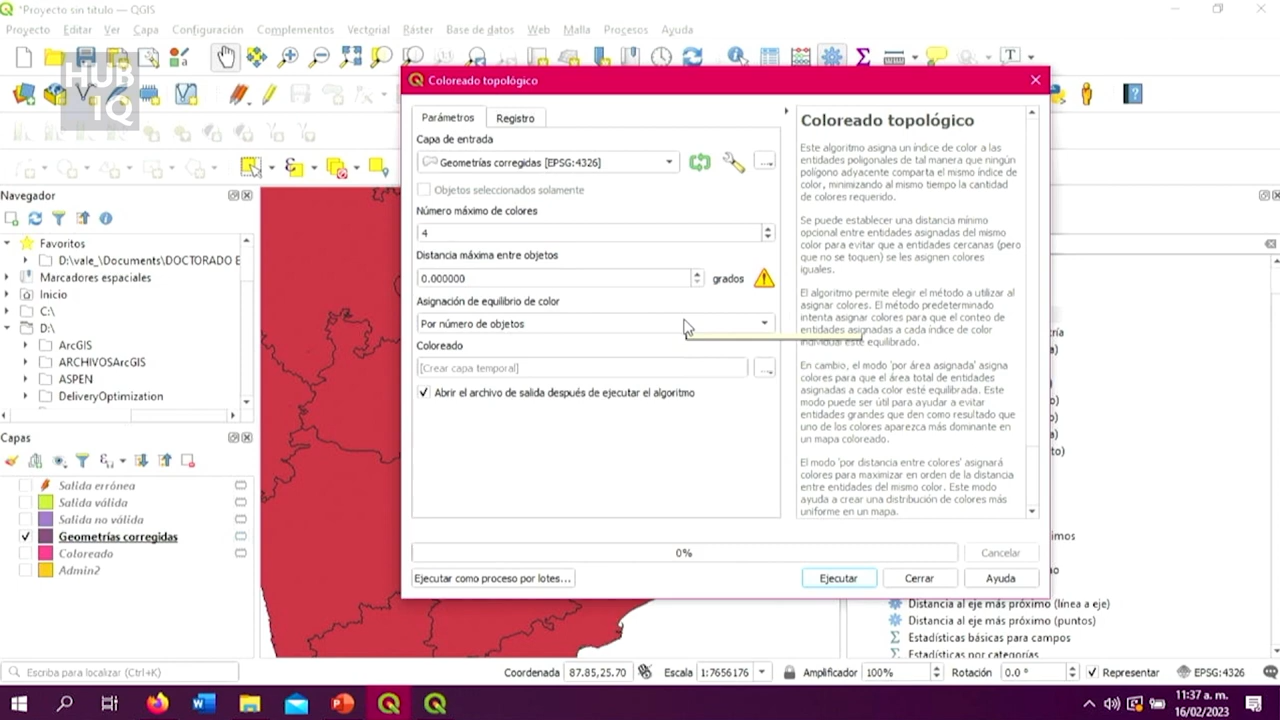 *Proyecto sin título — QGIS
Proyecto Editar Ver Capa Configuración Complementos Vectorial Ráster Base de datos Web Malla Procesos Ayuda
HUB
IQ
Coloreado topológico
Parámetros Registro
Capa de entrada
Geometrías corregidas [EPSG:4326]
Objetos seleccionados solamente
Número máximo de colores
4
Distancia máxima entre objetos
0.000000 grados
Asignación de equilibrio de color
Por número de objetos
Coloreado
[Crear capa temporal]
Abrir el archivo de salida después de ejecutar el algoritmo
Coloreado topológico
Este algoritmo asigna un índice de color a las
entidades poligonales de tal manera que ningún
polígono adyacente comparta el mismo índice de
color, mnimizando al mismo tiempo la cantidad
de colores requerido.
Se puede establecer una distancia mínimo
opcional entre entidades asignadas del mismo
color para evitar que a entidades cercanas (pero
que no se toquen) se les asignen colores
iguales.
El algoritmo permite elegir el método a utilizar al
asignar colores. El método predeterminado
intenta asignar colores para que el conteo de
entidades asignadas a cada índice de color
individual esté equilibrado.
En cambio, el modo 'por área asignada' asigna
colores para que el área total de entidades
asignadas a cada color esté equilibrada. Este
modo puede ser útil para ayudar a evitar
entidades grandes que den como resultado que
uno de los colores aparezca más dominante en
un mapa coloreado.
El modo 'por distancia entre colores' asignará
colores para maximizar en orden de la distancia
entre entidades del mismo color. Este modo
ayuda a crear una distribución de colores más
uniforme en un mapa.
0%
Cancelar
Ejecutar como proceso por lotes...
Ejecutar Cerrar Ayuda
Navegador
Favoritos
D:\vale_\Documents\DOCTORADO E
Marcadores espaciales
Inicio
C:\
D:\
ArcGIS
ARCHIVOSArcGIS
ASPEN
DeliveryOptimization
Capas
Salida errónea
Salida válida
Salida no válida
Geometrías corregidas
Coloreado
Admin2
Distancia al eje más próximo (línea a eje)
Distancia al eje más próximo (puntos)
Estadísticas básicas para campos
Estadísticas por categorías
Escriba para localizar (Ctrl+K)
Coordenada 87.85,25.70 Escala 1:7656176 Amplificador 100% Rotación 0.0 ° Representar EPSG:4326
11:37 a. m.
16/02/2023